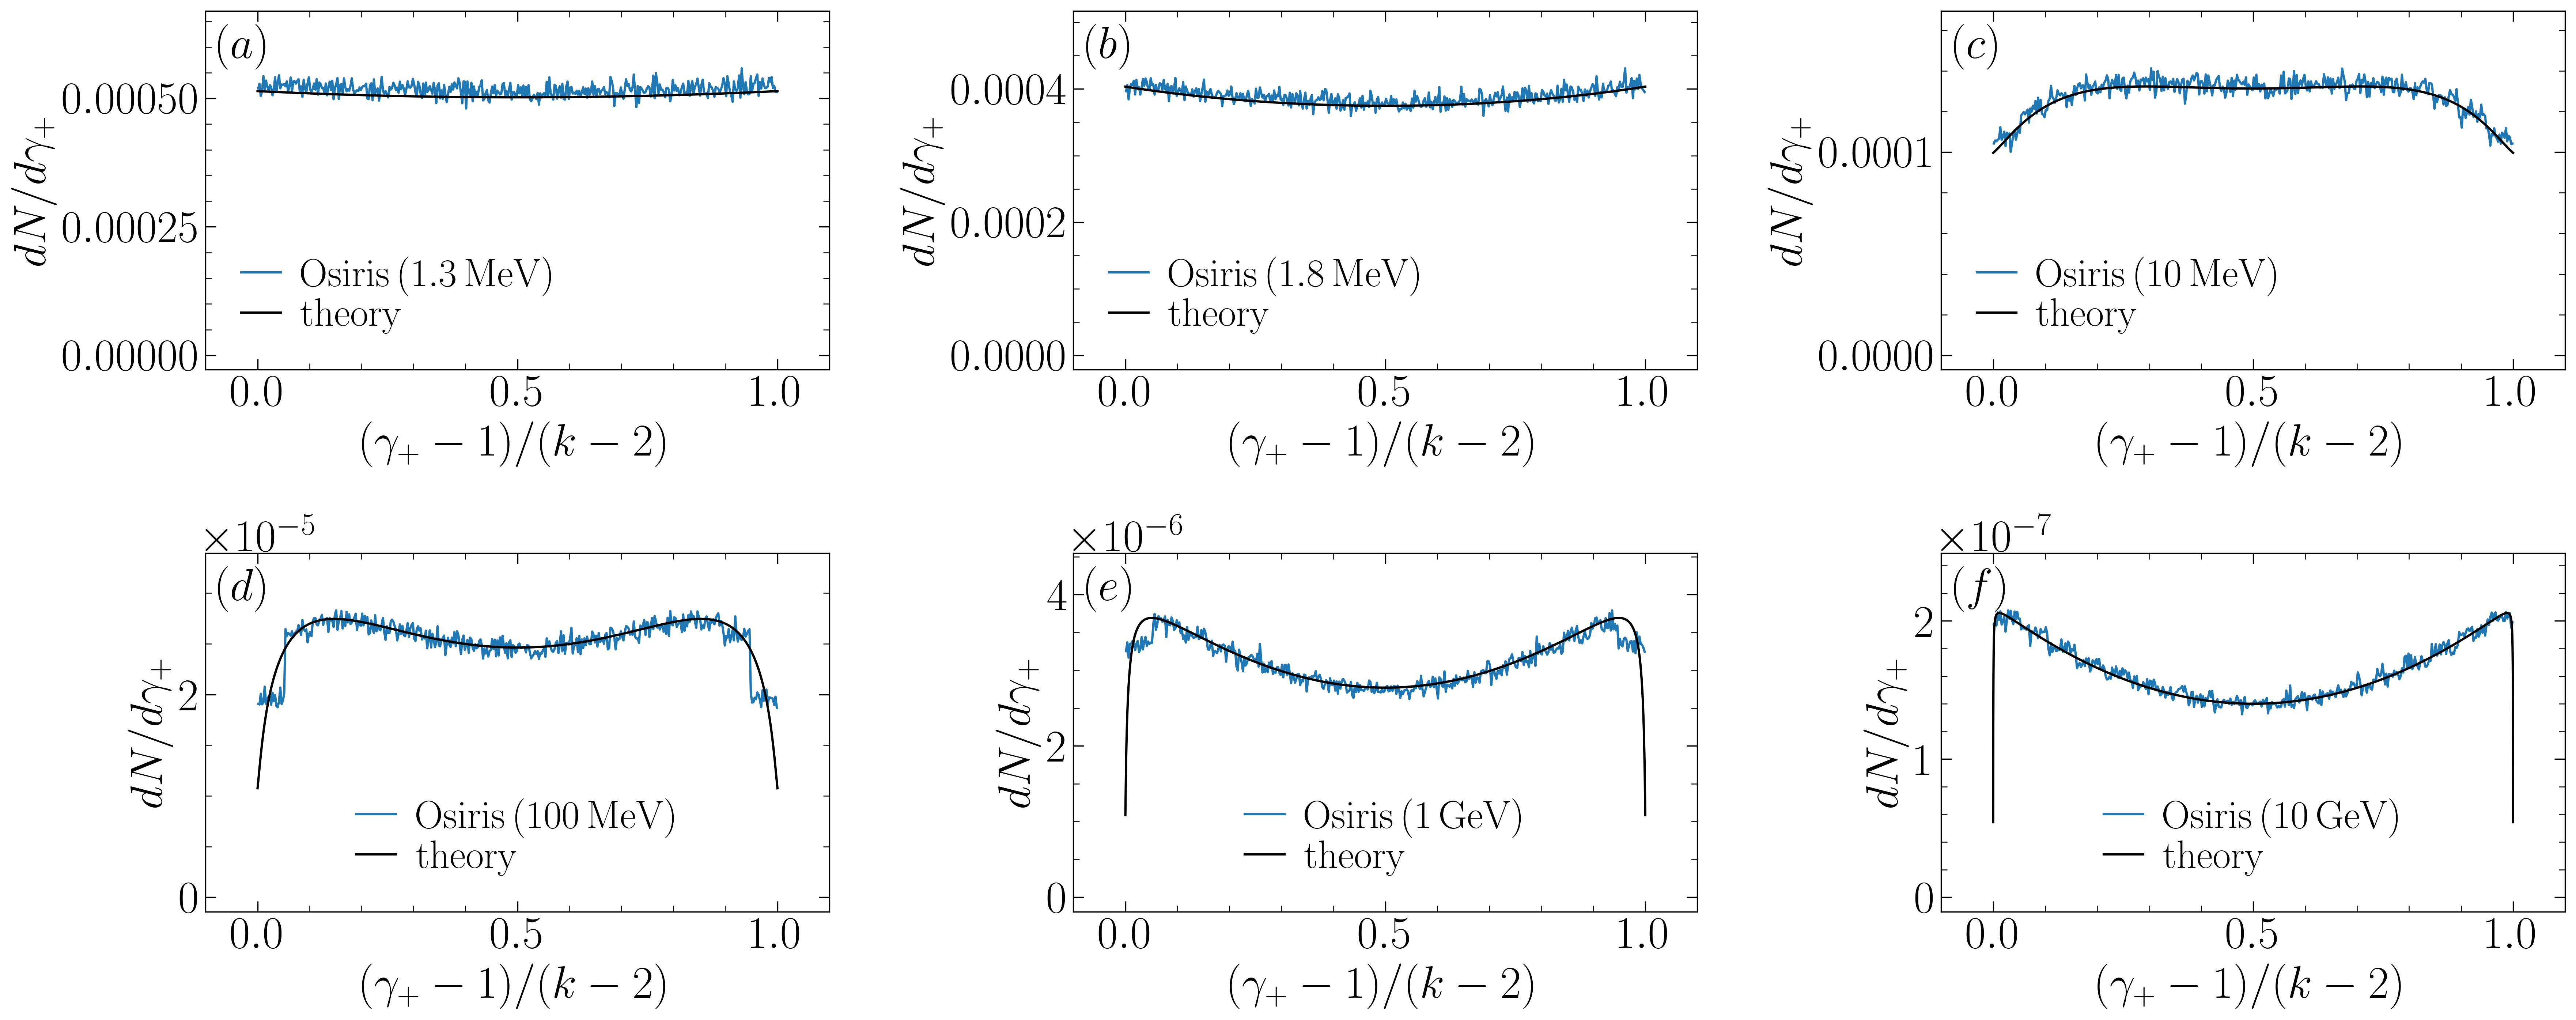 (a)
dN/dγ₊
0.00050
0.00025
0.00000
Osiris (1.3 MeV)
theory
0.0 0.5 1.0
(γ₊ − 1)/(k − 2)
(b)
dN/dγ₊
0.0004
0.0002
0.0000
Osiris (1.8 MeV)
theory
0.0 0.5 1.0
(γ₊ − 1)/(k − 2)
(c)
dN/dγ₊
0.0001
0.0000
Osiris (10 MeV)
theory
0.0 0.5 1.0
(γ₊ − 1)/(k − 2)
×10⁻⁵
(d)
dN/dγ₊
2
0
Osiris (100 MeV)
theory
0.0 0.5 1.0
(γ₊ − 1)/(k − 2)
×10⁻⁶
(e)
dN/dγ₊
4
2
0
Osiris (1 GeV)
theory
0.0 0.5 1.0
(γ₊ − 1)/(k − 2)
×10⁻⁷
(f)
dN/dγ₊
2
1
0
Osiris (10 GeV)
theory
0.0 0.5 1.0
(γ₊ − 1)/(k − 2)